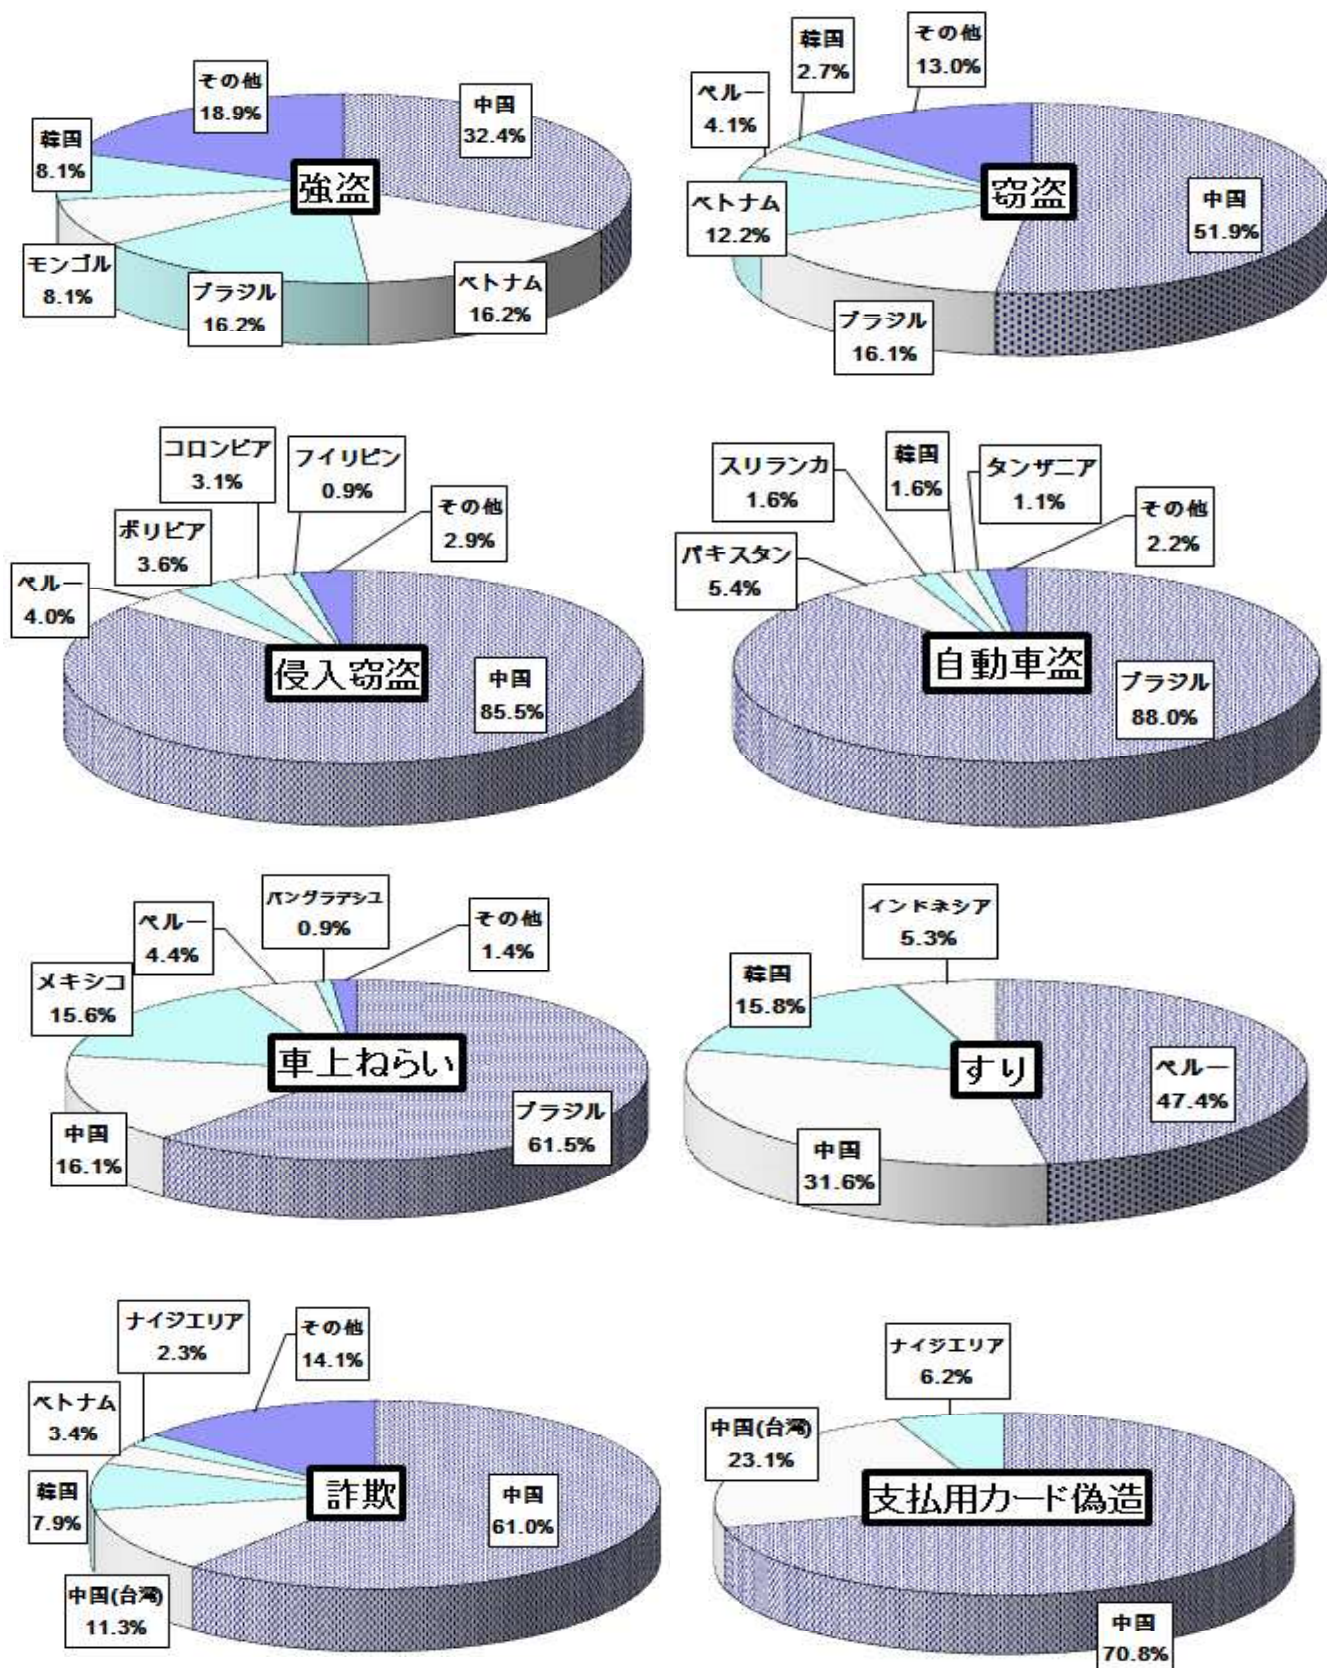 強盗
中国
32.4%
ベトナム
16.2%
ブラジル
16.2%
モンゴル
8.1%
韓国
8.1%
その他
18.9%
窃盗
中国
51.9%
ブラジル
16.1%
ベトナム
12.2%
ペルー
4.1%
韓国
2.7%
その他
13.0%
侵入窃盗
中国
85.5%
ペルー
4.0%
ボリビア
3.6%
コロンビア
3.1%
フイリピン
0.9%
その他
2.9%
自動車盗
ブラジル
88.0%
パキスタン
5.4%
スリランカ
1.6%
韓国
1.6%
タンザニア
1.1%
その他
2.2%
車上ねらい
ブラジル
61.5%
中国
16.1%
メキシコ
15.6%
ペルー
4.4%
バングラデシュ
0.9%
その他
1.4%
すり
ペルー
47.4%
中国
31.6%
韓国
15.8%
インドネシア
5.3%
詐欺
中国
61.0%
中国(台湾)
11.3%
韓国
7.9%
ベトナム
3.4%
ナイジエリア
2.3%
その他
14.1%
支払用カード偽造
中国
70.8%
中国(台湾)
23.1%
ナイジエリア
6.2%